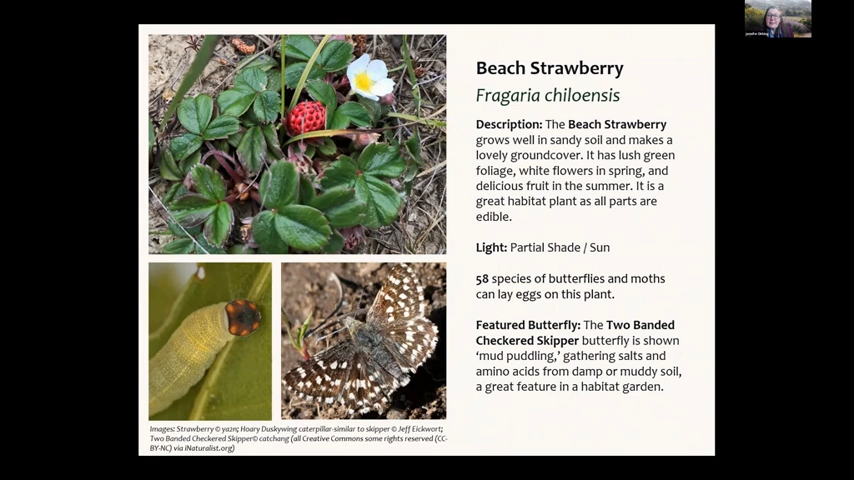 Beach Strawberry
Fragaria chiloensis
Description: The Beach Strawberry
grows well in sandy soil and makes a
lovely groundcover. It has lush green
foliage, white flowers in spring, and
delicious fruit in the summer. It is a
great habitat plant as all parts are
edible.
Light: Partial Shade / Sun
58 species of butterflies and moths
can lay eggs on this plant.
Featured Butterfly: The Two Banded
Checkered Skipper butterfly is shown
‘mud puddling,’ gathering salts and
amino acids from damp or muddy soil,
a great feature in a habitat garden.
Images: Strawberry © ya2n; Hoary Duskywing caterpillar-similar to skipper © Jeff Eickwort;
Two Banded Checkered Skipper© catchang (all Creative Commons some rights reserved (CC-
BY-NC) via iNaturalist.org)